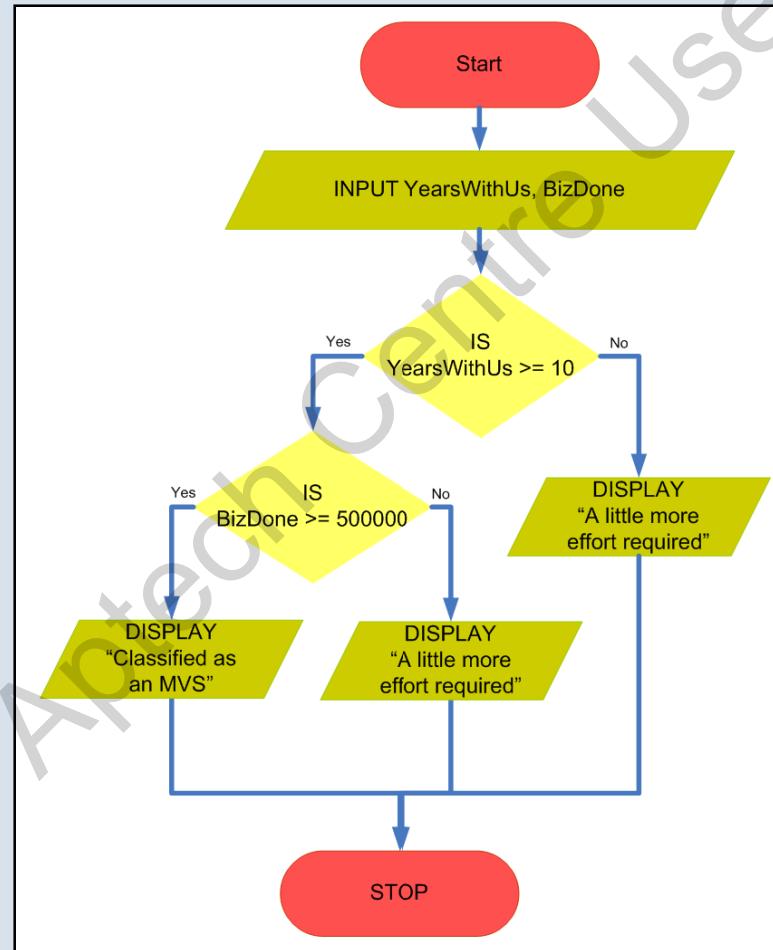 Start
INPUT YearsWithUs, BizDone
IS
YearsWithUs >= 10
Yes
No
IS
BizDone >= 500000
Yes
No
DISPLAY
“A little more
effort required”
DISPLAY
“Classified as
an MVS”
DISPLAY
“A little more
effort required”
STOP
Aptech Centre Use